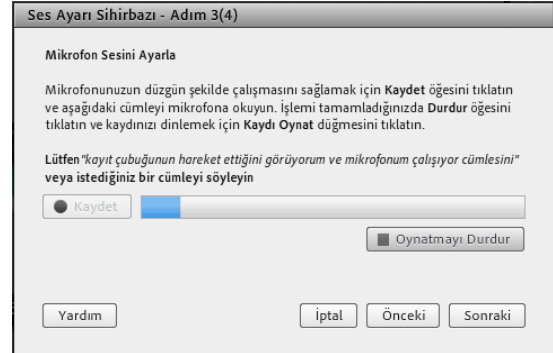 Ses Ayarı Sihirbazı - Adım 3(4)
Mikrofon Sesini Ayarla
Mikrofonunuzun düzgün şekilde çalışmasını sağlamak için Kaydet öğesini tıklatın
ve aşağıdaki cümleyi mikrofona okuyun. İşlemi tamamladığınızda Durdur öğesini
tıklatın ve kaydınızı dinlemek için Kaydı Oynat düğmesini tıklatın.
Lütfen "kayıt çubuğunun hareket ettiğini görüyorum ve mikrofonum çalışıyor cümlesini"
veya istediğiniz bir cümleyi söyleyin
Kaydet
Oynatmayı Durdur
Yardım İptal Önceki Sonraki